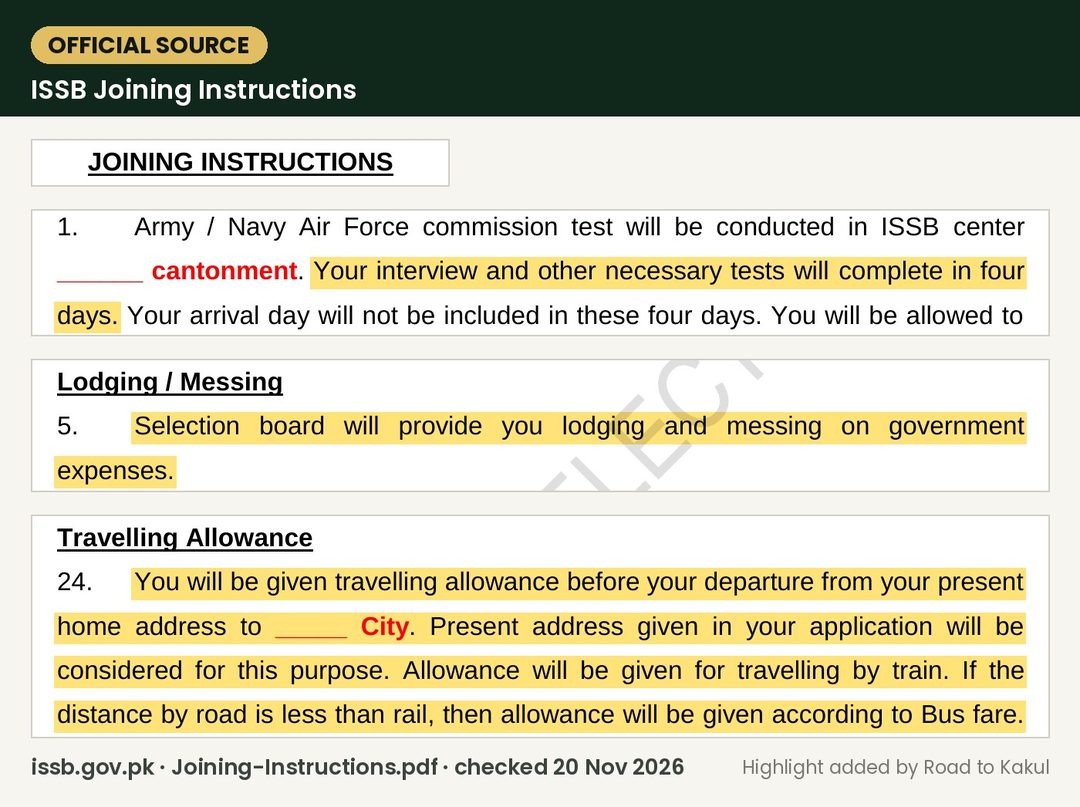 OFFICIAL SOURCE
ISSB Joining Instructions
JOINING INSTRUCTIONS
1. Army / Navy Air Force commission test will be conducted in ISSB center
______ cantonment. Your interview and other necessary tests will complete in four
days. Your arrival day will not be included in these four days. You will be allowed to
Lodging / Messing
5. Selection board will provide you lodging and messing on government
expenses.
Travelling Allowance
24. You will be given travelling allowance before your departure from your present
home address to _____ City. Present address given in your application will be
considered for this purpose. Allowance will be given for travelling by train. If the
distance by road is less than rail, then allowance will be given according to Bus fare.
issb.gov.pk · Joining-Instructions.pdf · checked 20 Nov 2026
Highlight added by Road to Kakul